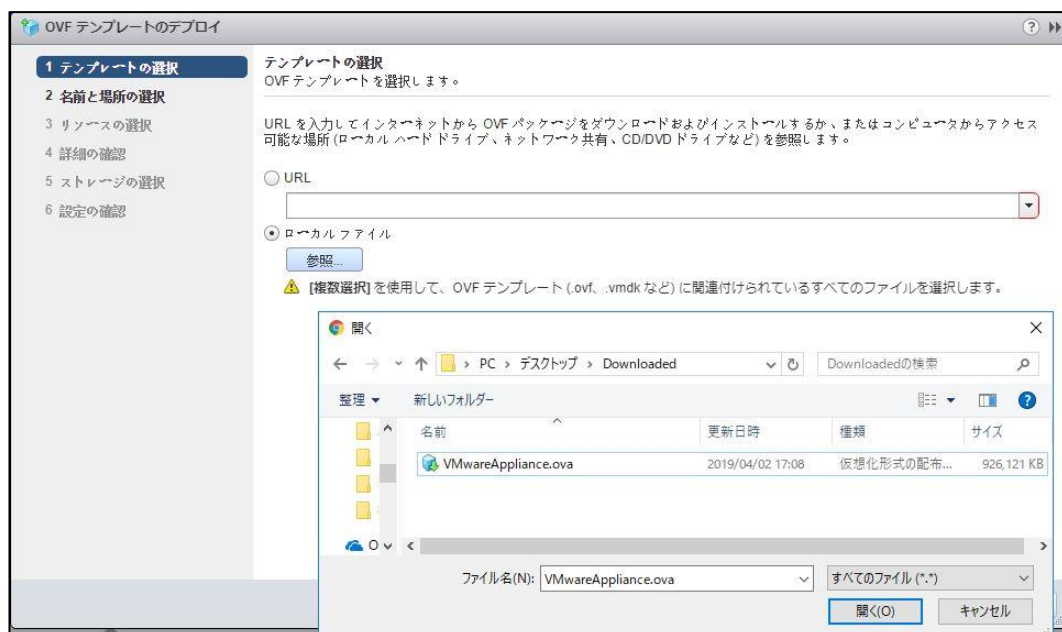 OVF テンプレートのデプロイ
1 テンプレートの選択
2 名前と場所の選択
3 リソースの選択
4 詳細の確認
5 ストレージの選択
6 設定の確認
テンプレートの選択
OVF テンプレートを選択します。
URL を入力してインターネットから OVF パッケージをダウンロードおよびインストールするか、またはコンピュータからアクセス
可能な場所 (ローカル ハード ドライブ、ネットワーク共有、CD/DVD ドライブなど) を参照します。
URL
ローカル ファイル
参照...
[複数選択] を使用して、OVF テンプレート (.ovf、.vmdk など) に関連付けられているすべてのファイルを選択します。
開く
PC › デスクトップ › Downloaded
Downloadedの検索
整理
新しいフォルダー
名前 更新日時 種類 サイズ
VMwareAppliance.ova 2019/04/02 17:08 仮想化形式の配布... 926,121 KB
O
ファイル名(N): VMwareAppliance.ova すべてのファイル (*.*)
開く(O) キャンセル